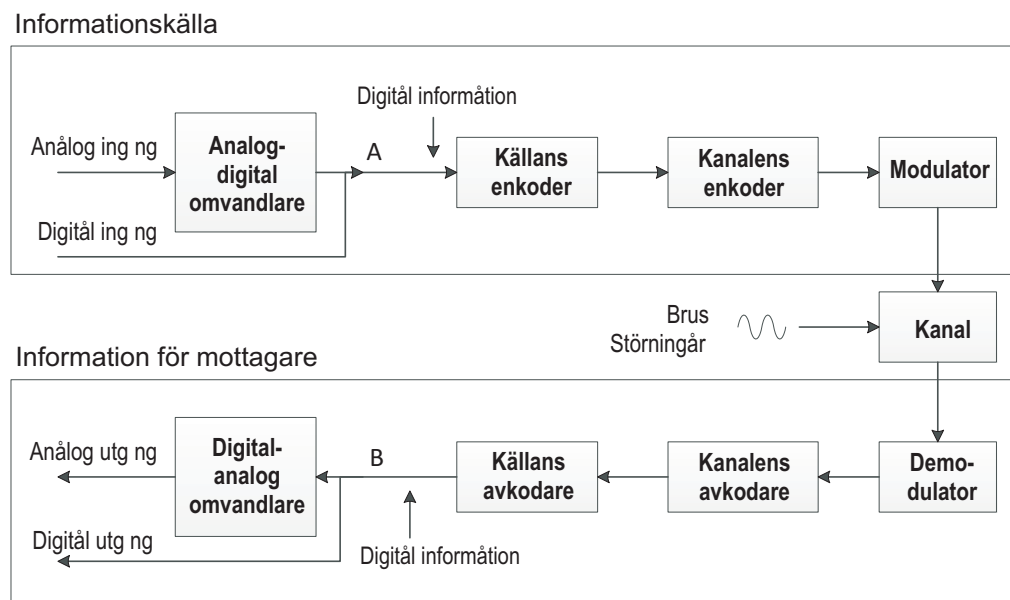 Informationskälla
Digitål informåtion
Anålog ing ng
Analog-
digital
omvandlare
A
Källans
enkoder
Kanalens
enkoder
Modulator
Digitål ing ng
Brus
Störningår
Kanal
Information för mottagare
Anålog utg ng
Digital-
analog
omvandlare
B
Källans
avkodare
Kanalens
avkodare
Demo-
dulator
Digitål utg ng
Digitål informåtion